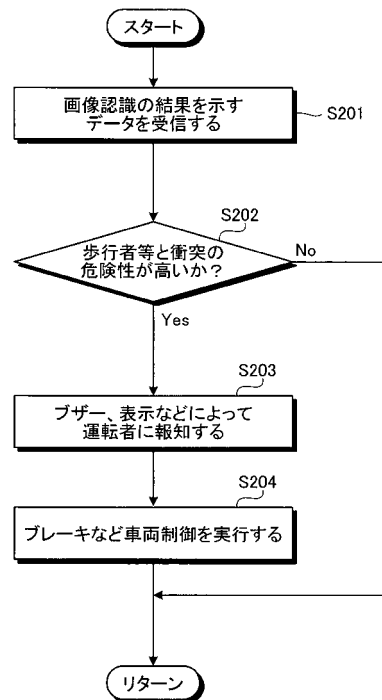 スタート
画像認識の結果を示す
データを受信する
S201
S202
歩行者等と衝突の
危険性が高いか？
No
Yes
S203
ブザー、表示などによって
運転者に報知する
S204
ブレーキなど車両制御を実行する
リターン